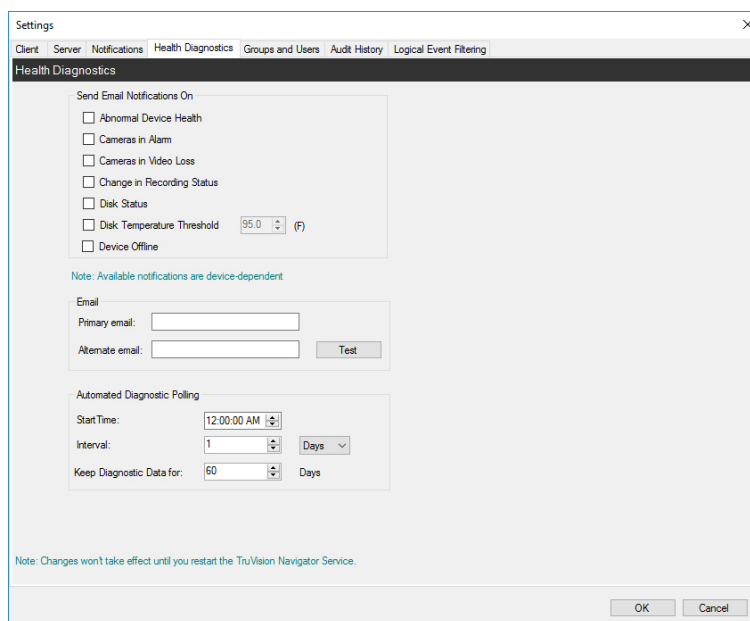 Settings
Client Server Notifications Health Diagnostics Groups and Users Audit History Logical Event Filtering
Health Diagnostics
Send Email Notifications On
Abnormal Device Health
Cameras in Alarm
Cameras in Video Loss
Change in Recording Status
Disk Status
Disk Temperature Threshold 95.0 (F)
Device Offline
Note: Available notifications are device-dependent
Email
Primary email:
Alternate email: Test
Automated Diagnostic Polling
Start Time: 12:00:00 AM
Interval: 1 Days
Keep Diagnostic Data for: 60 Days
Note: Changes won't take effect until you restart the TruVision Navigator Service.
OK Cancel